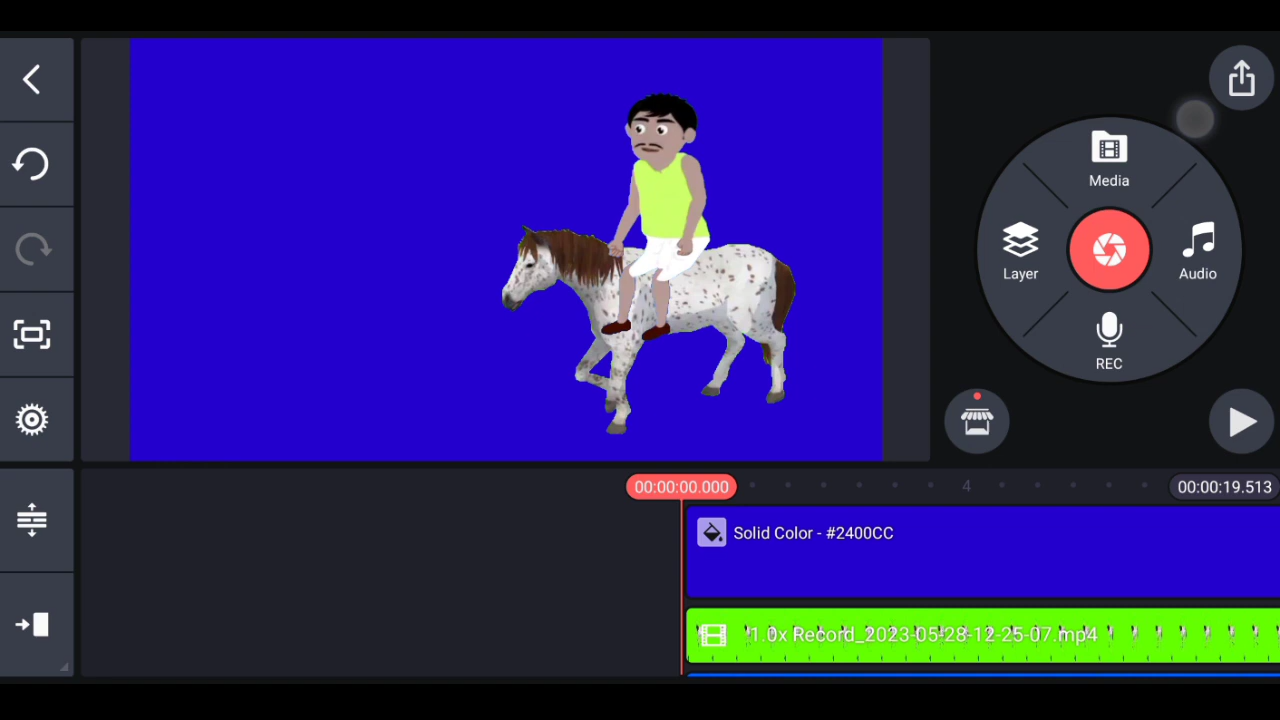 Media
Layer
Audio
REC
00:00:00.000
4
00:00:19.513
Solid Color - #2400CC
1.0x Record_2023-05-28-12-25-07.mp4